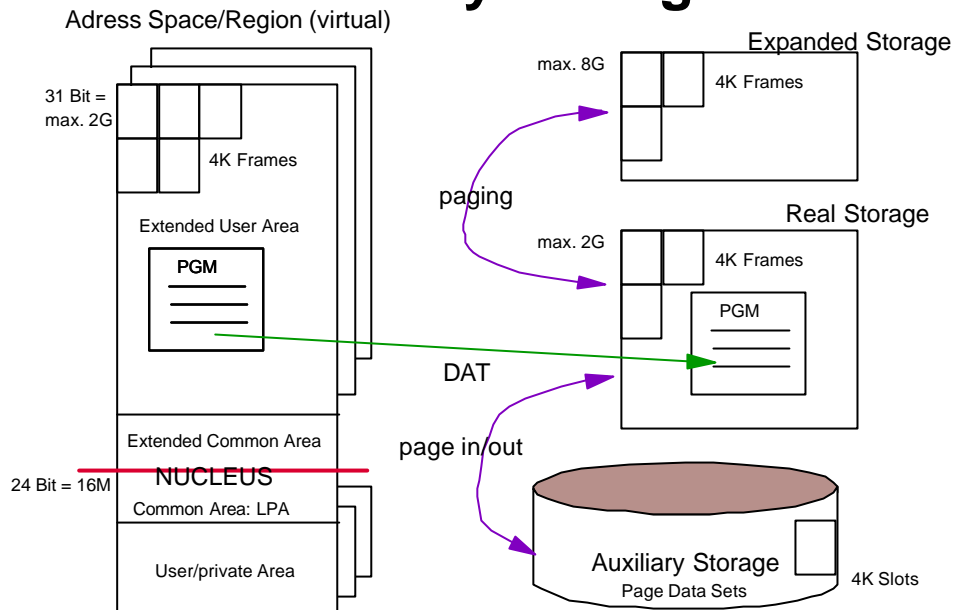 Adress Space/Region (virtual)
31 Bit =
max. 2G
4K Frames
Extended User Area
PGM
Extended Common Area
NUCLEUS
24 Bit = 16M
Common Area: LPA
User/private Area
paging
DAT
page in/out
Expanded Storage
max. 8G
4K Frames
Real Storage
max. 2G
4K Frames
PGM
Auxiliary Storage
Page Data Sets
4K Slots